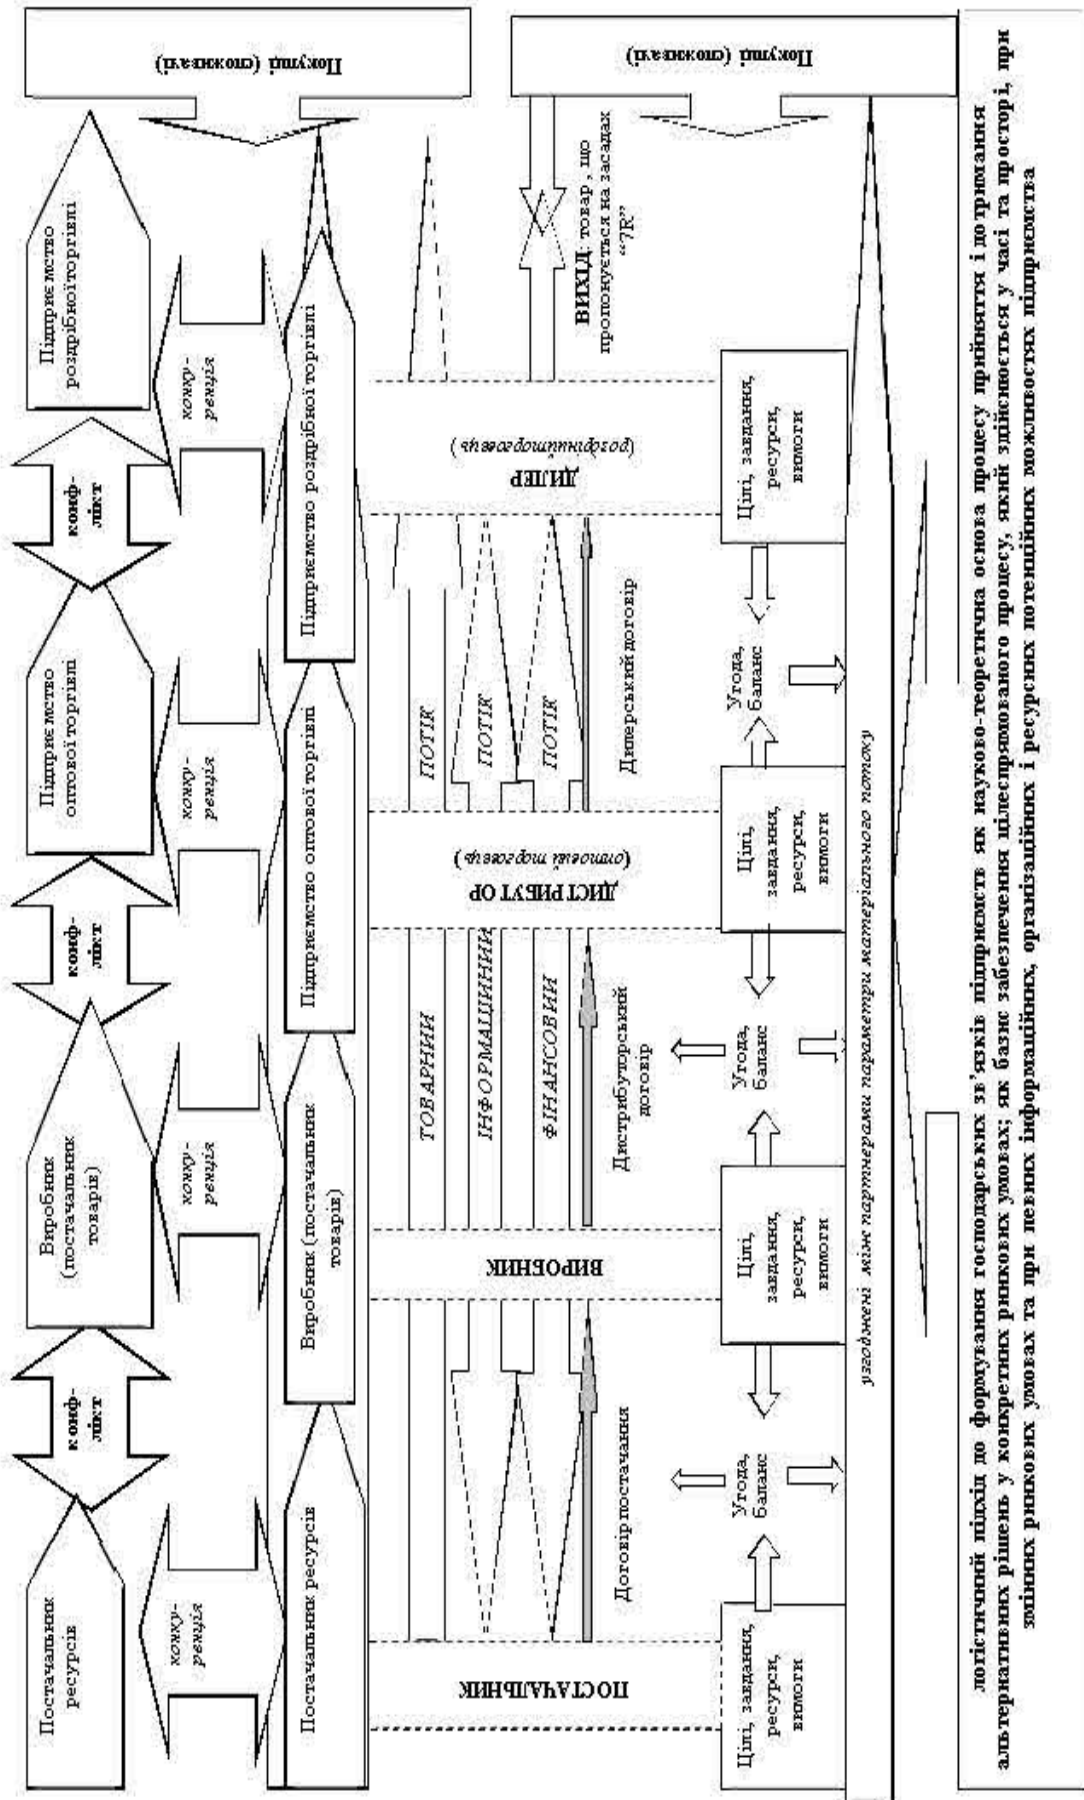 Постачальник
ресурсів
конф-
лікт
Виробник
(постачальник
товарів)
конф-
лікт
Підприємство
оптової торгівлі
конф-
лікт
Підприємство
роздрібної торгівлі
Покупці (споживачі)
конку-
ренція
конку-
ренція
конку-
ренція
конку-
ренція
Постачальник ресурсів
Виробник (постачальник
товарів)
Підприємство оптової торгівлі
Підприємство роздрібної торгівлі
ПОСТАЧАЛЬНИК
ВИРОБНИК
ДИСТРИБУТОР
(оптовий торговець)
ДИЛЕР
(роздрібний торговець)
ТОВАРНИЙ
ПОТІК
ІНФОРМАЦІЙНИЙ
ПОТІК
ФІНАНСОВИЙ
ПОТІК
Договір постачання
Дистрибуторський
договір
Дилерський договір
ВИХІД: товар, що
пропонується на засадах
“7R”
Покупці (споживачі)
Цілі, завдання,
ресурси,
вимоги
Угода,
баланс
Цілі,
завдання,
ресурси,
вимоги
Угода,
баланс
Цілі,
завдання,
ресурси,
вимоги
Угода,
баланс
Цілі, завдання,
ресурси,
вимоги
узгоджені між партнерами параметри матеріального потоку
логістичний підхід до формування господарських зв'язків підприємств як науково-теоретична основа процесу прийняття і дотримання
альтернативних рішень у конкретних ринкових умовах; як базис забезпечення цілеспрямованого процесу, який здійснюється у часі та просторі, при
змінних ринкових умовах та при певних інформаційних, організаційних і ресурсних потенційних можливостях підприємства